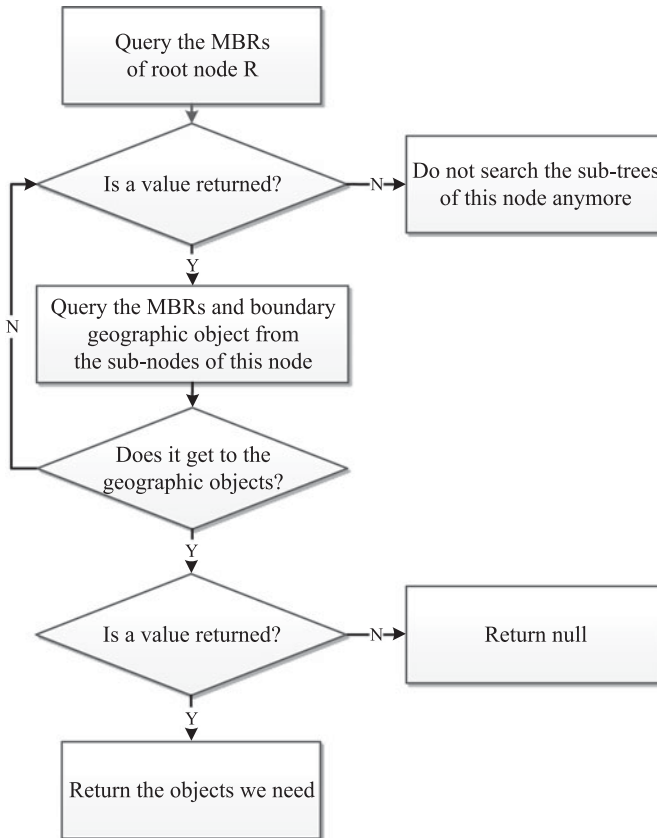 Query the MBRs
of root node R
Is a value returned?
N
Do not search the sub-trees
of this node anymore
Y
Query the MBRs and boundary
geographic object from
the sub-nodes of this node
N
Does it get to the
geographic objects?
Y
Is a value returned?
N
Return null
Y
Return the objects we need